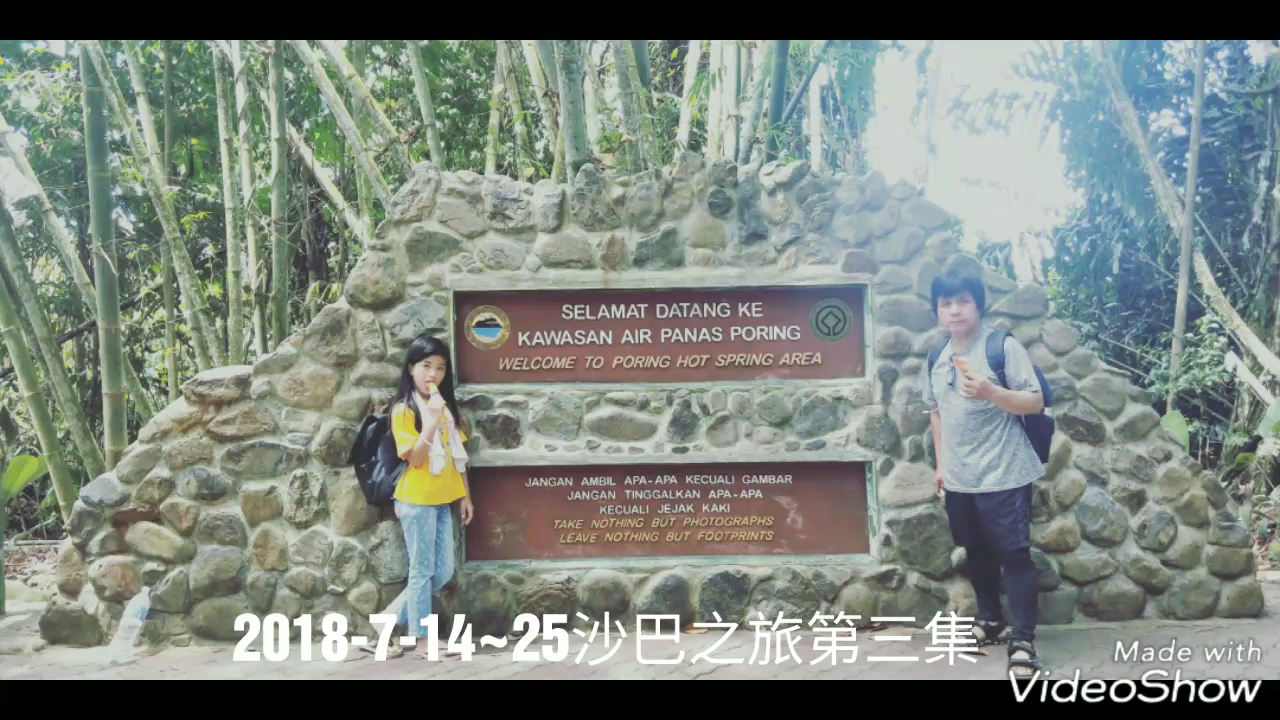 SELAMAT DATANG KE
KAWASAN AIR PANAS PORING
WELCOME TO PORING HOT SPRING AREA
JANGAN AMBIL APA-APA KECUALI GAMBAR
JANGAN TINGGALKAN APA-APA
KECUALI JEJAK KAKI
TAKE NOTHING BUT PHOTOGRAPHS
LEAVE NOTHING BUT FOOTPRINTS
2018-7-14~25沙巴之旅第三集
Made with
VideoShow